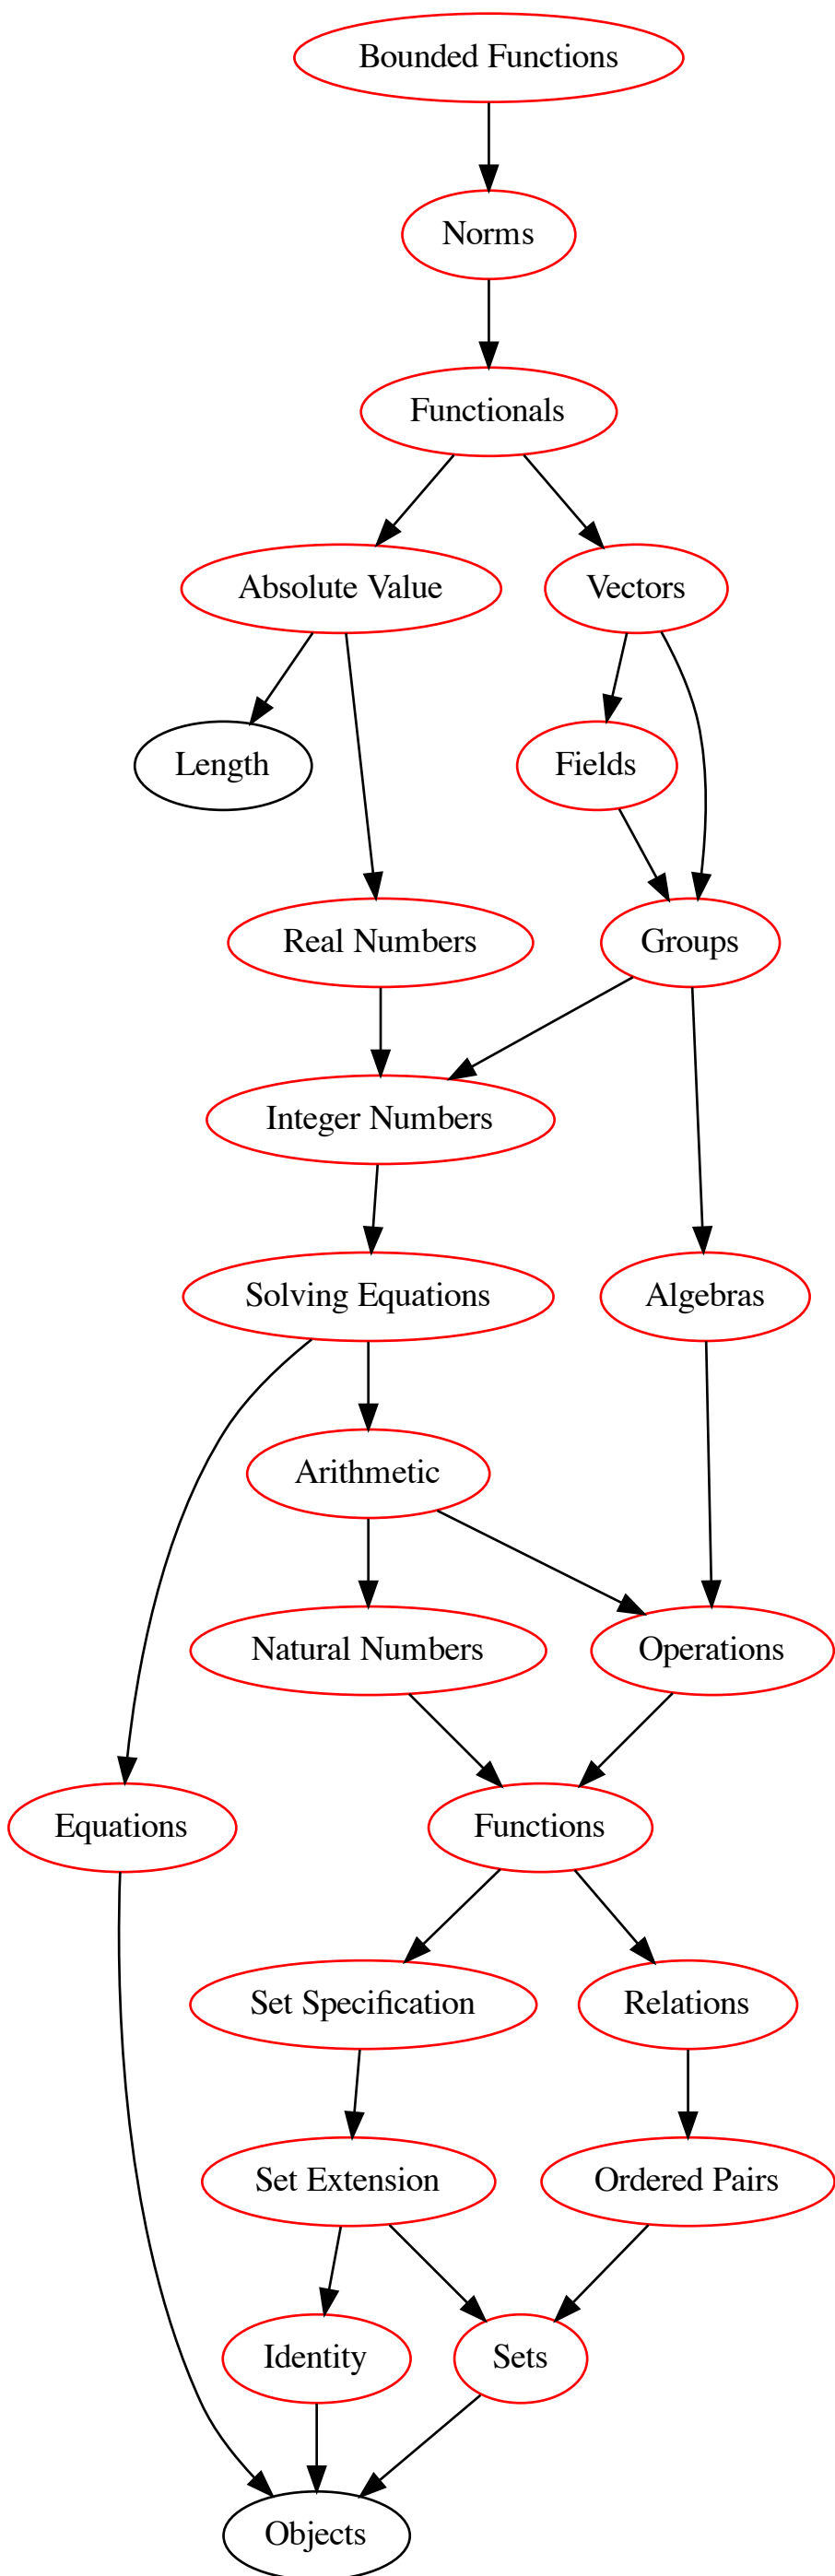 Bounded Functions
Norms
Functionals
Absolute Value
Vectors
Length
Fields
Real Numbers
Groups
Integer Numbers
Solving Equations
Algebras
Arithmetic
Natural Numbers
Operations
Equations
Functions
Set Specification
Relations
Set Extension
Ordered Pairs
Identity
Sets
Objects